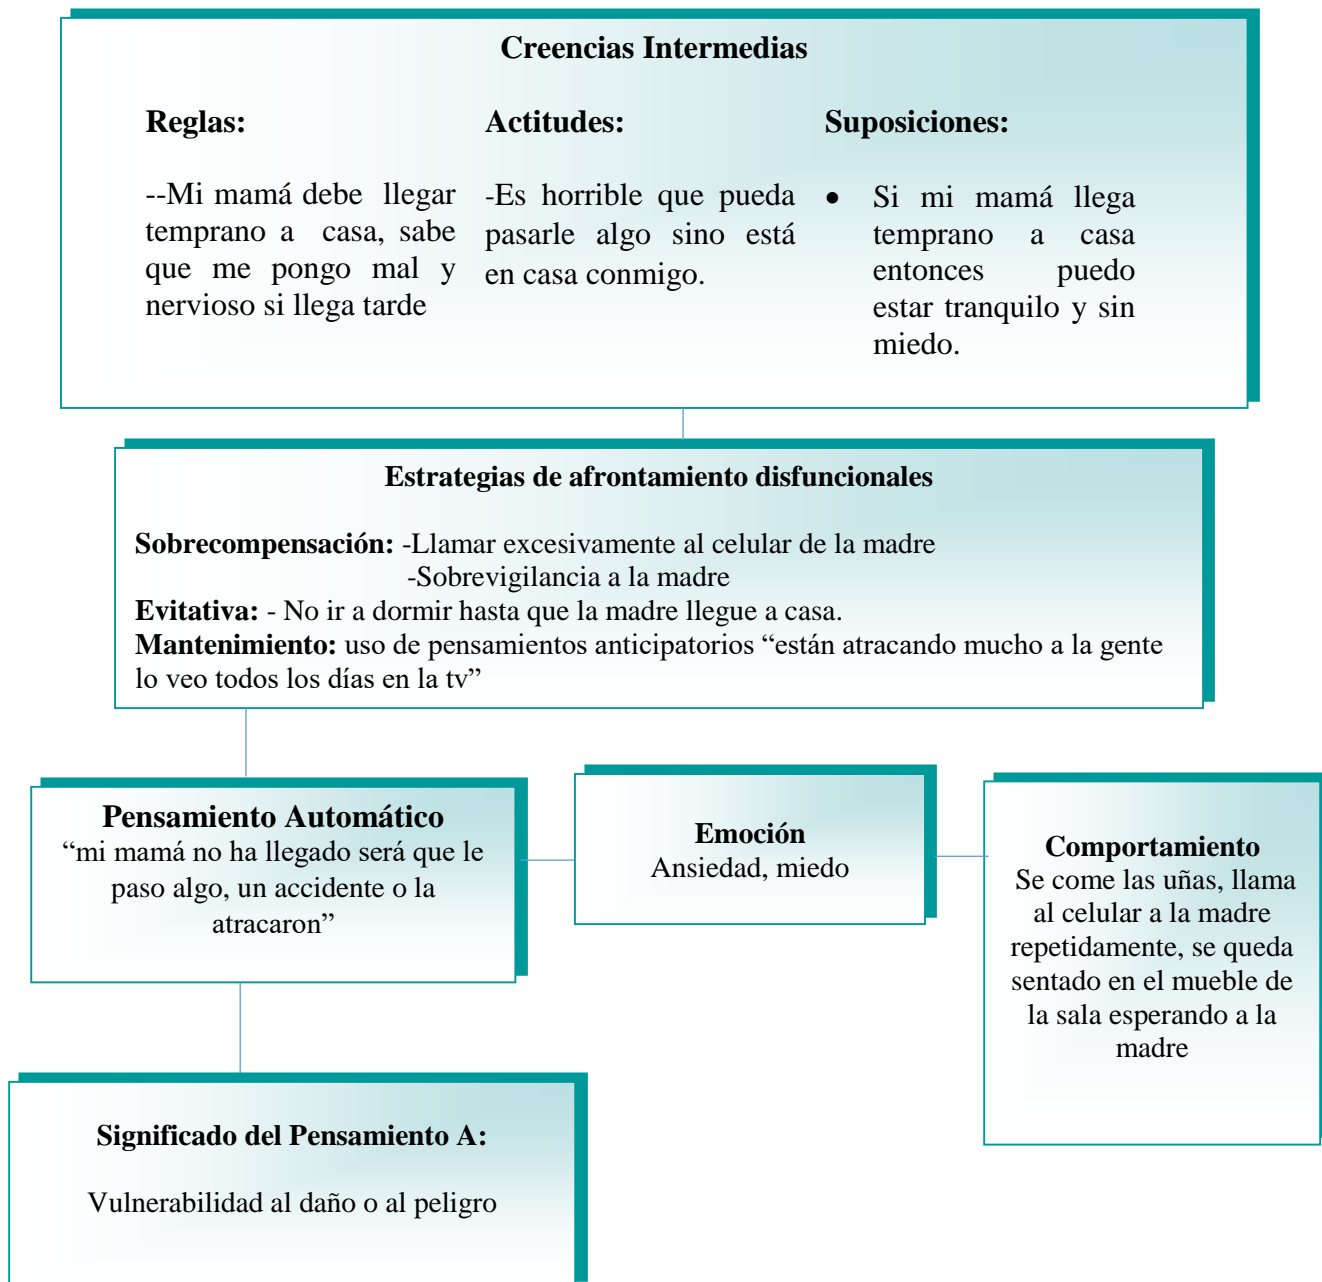 Creencias Intermedias
Reglas:
--Mi mamá debe llegar
temprano a casa, sabe
que me pongo mal y
nervioso si llega tarde
Actitudes:
-Es horrible que pueda
pasarle algo sino está
en casa conmigo.
Suposiciones:
• Si mi mamá llega
temprano a casa
entonces puedo
estar tranquilo y sin
miedo.
Estrategias de afrontamiento disfuncionales
Sobrecompensación: -Llamar excesivamente al celular de la madre
-Sobrevigilancia a la madre
Evitativa: - No ir a dormir hasta que la madre llegue a casa.
Mantenimiento: uso de pensamientos anticipatorios “están atracando mucho a la gente
lo veo todos los días en la tv”
Pensamiento Automático
“mi mamá no ha llegado será que le
paso algo, un accidente o la
atracaron”
Emoción
Ansiedad, miedo
Comportamiento
Se come las uñas, llama
al celular a la madre
repetidamente, se queda
sentado en el mueble de
la sala esperando a la
madre
Significado del Pensamiento A:
Vulnerabilidad al daño o al peligro